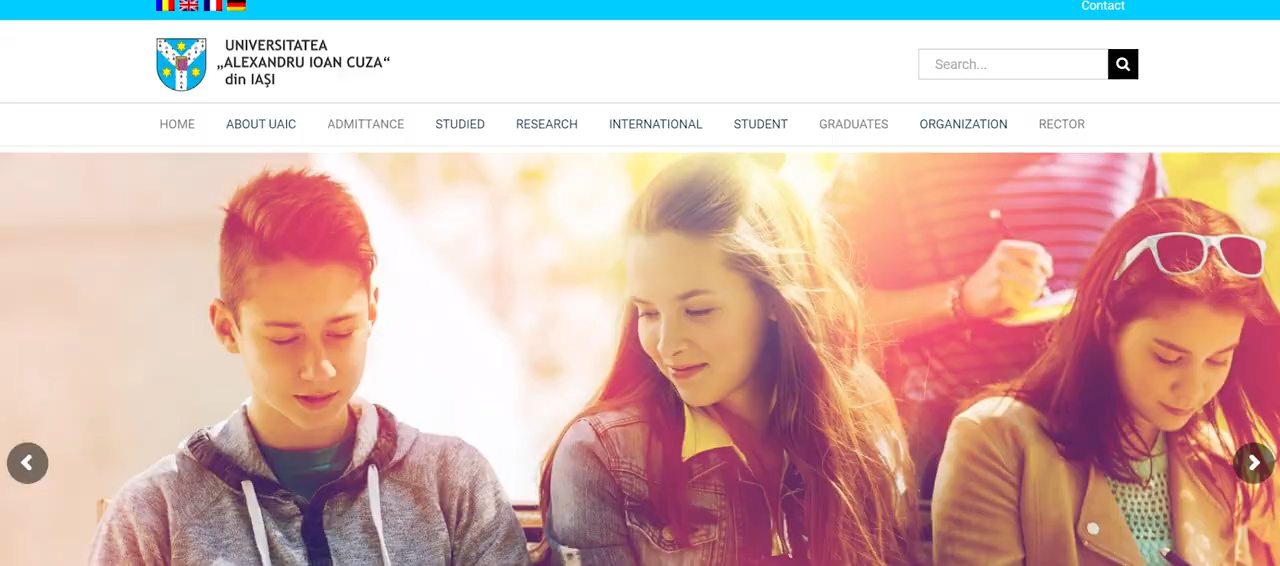 Contact
UNIVERSITATEA
„ALEXANDRU IOAN CUZA“
din IAȘI
Search...
HOME ABOUT UAIC ADMITTANCE STUDIED RESEARCH INTERNATIONAL STUDENT GRADUATES ORGANIZATION RECTOR